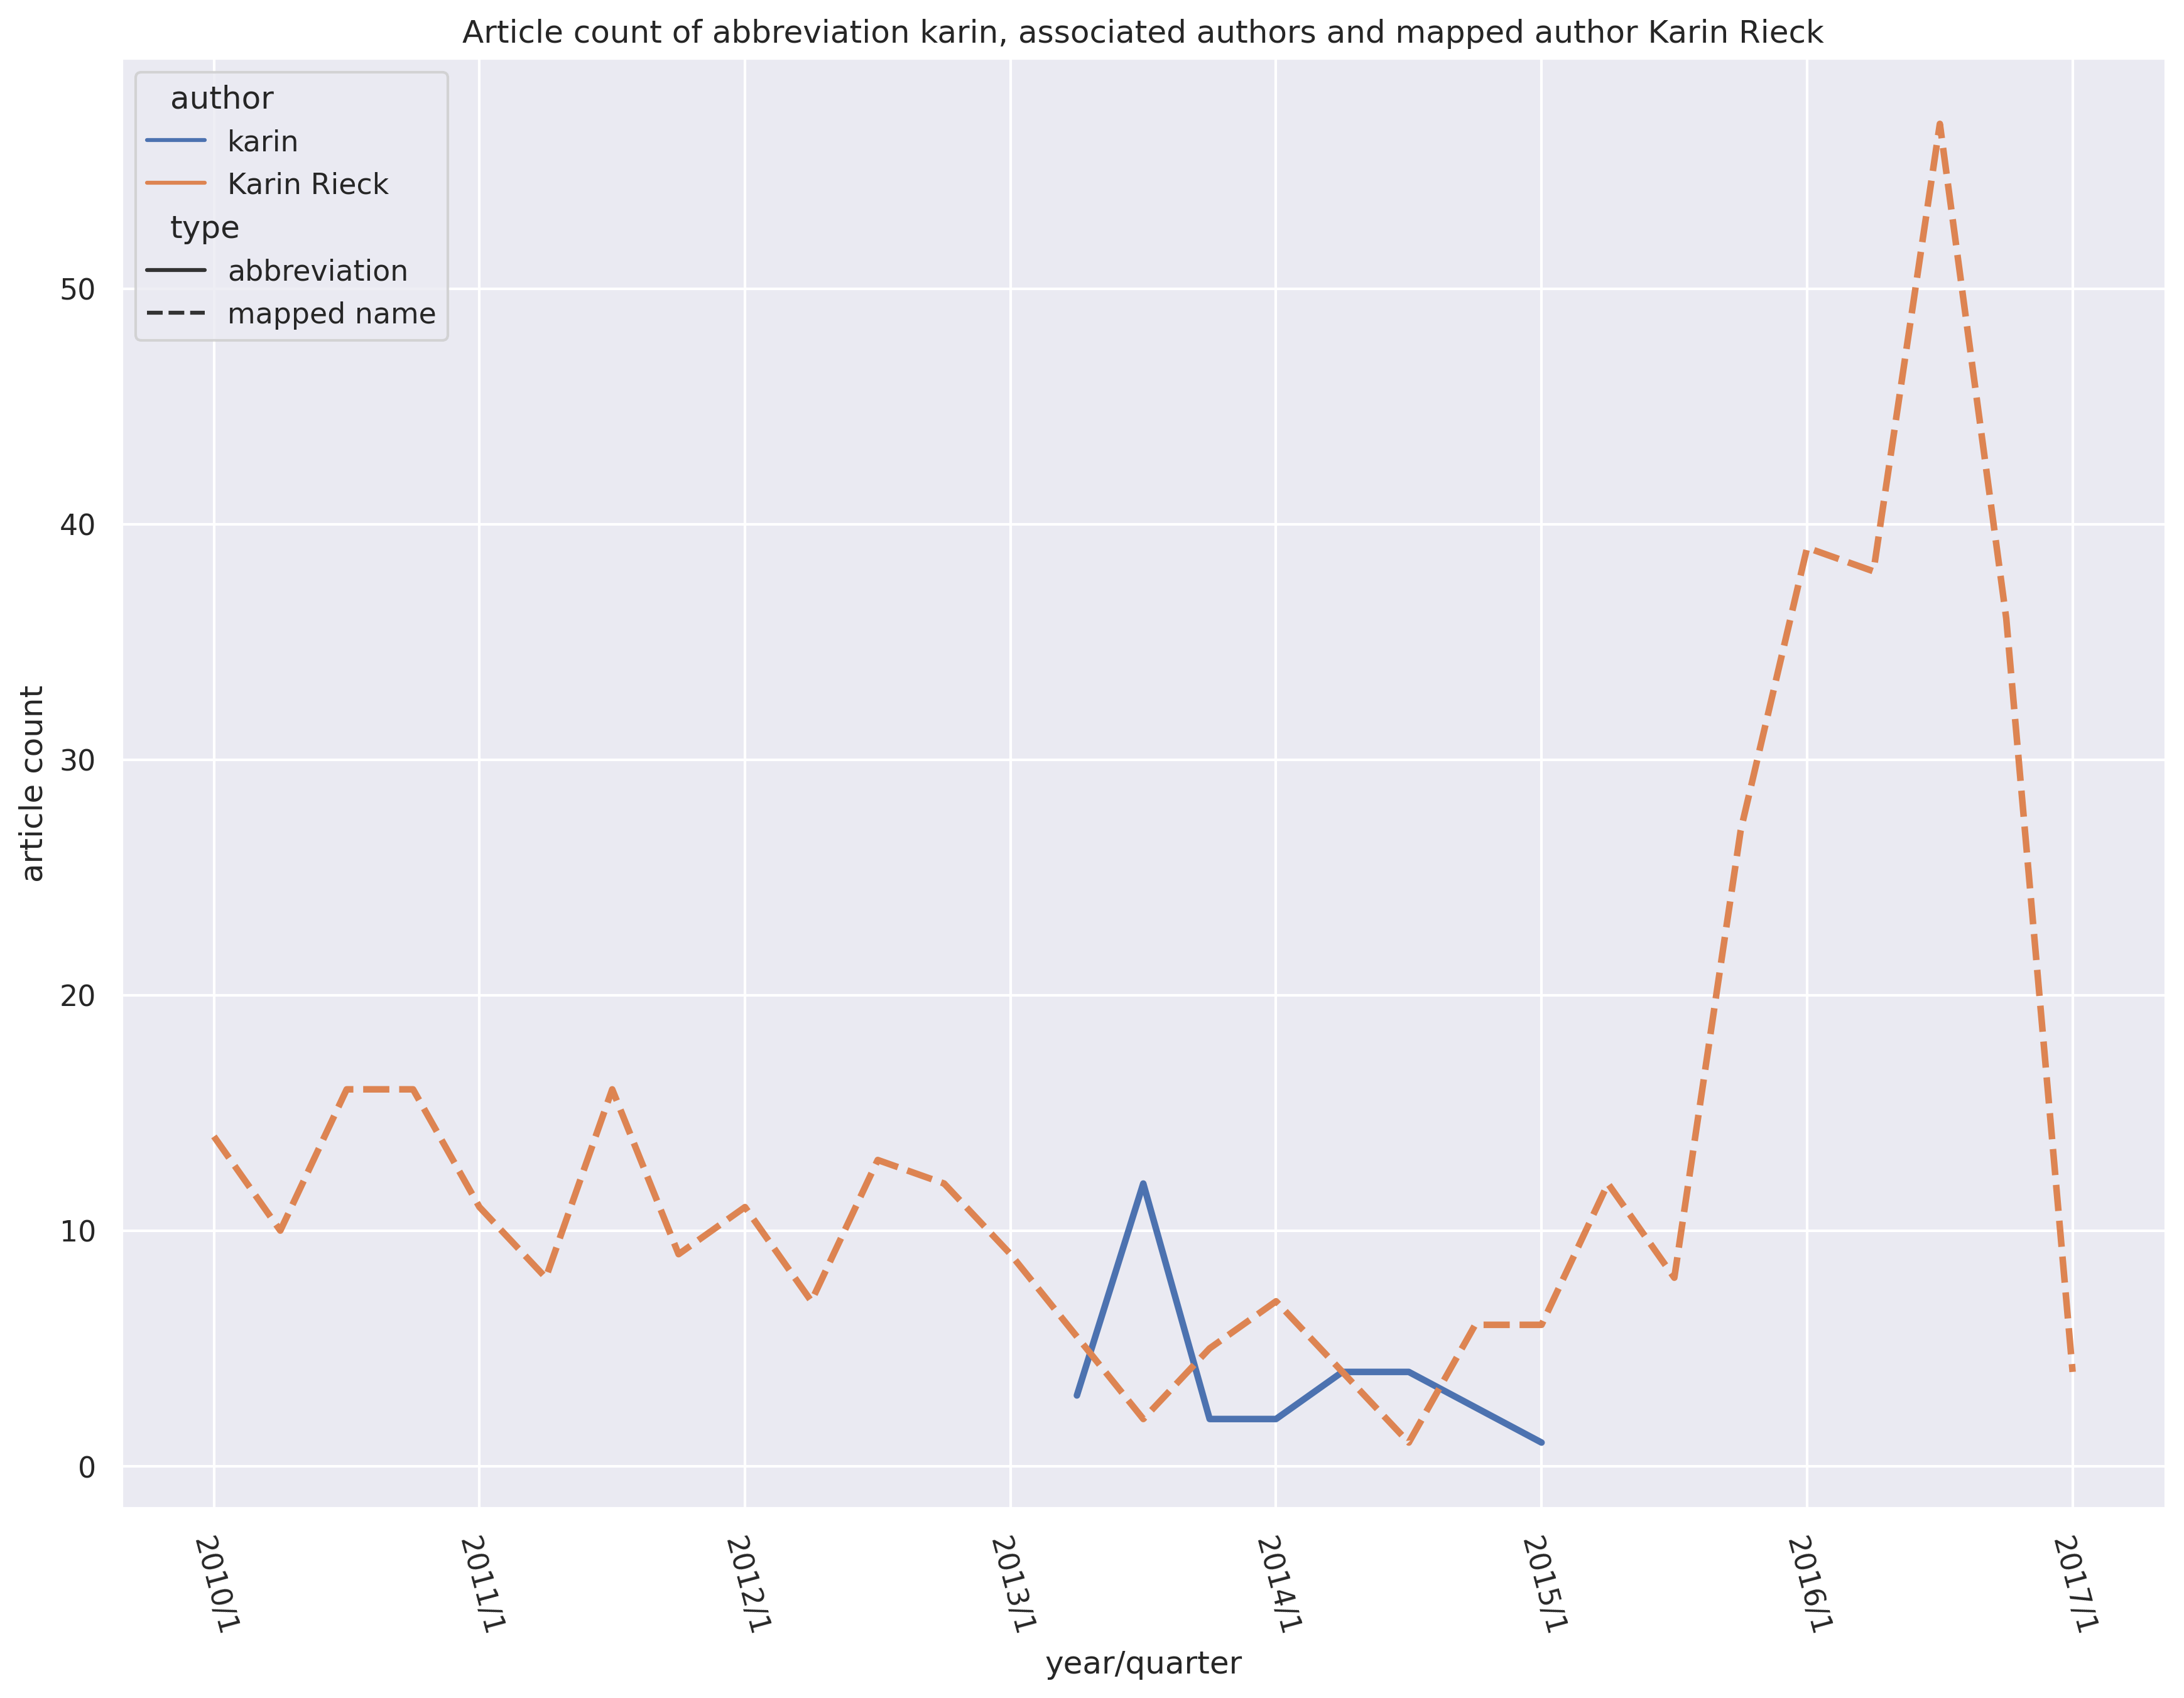 Article count of abbreviation karin, associated authors and mapped author Karin Rieck
author
karin
Karin Rieck
type
abbreviation
mapped name
article count
50
40
30
20
10
0
2010/1
2011/1
2012/1
2013/1
2014/1
2015/1
2016/1
2017/1
year/quarter